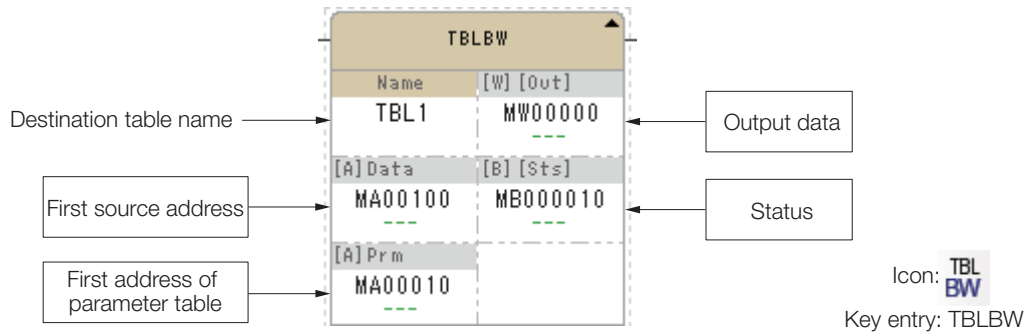 TBLBW
Name [W] [Out]
Destination table name TBL1 MW00000 Output data
---
[A]Data [B] [Sts]
First source address MA00100 MB000010 Status
--- ---
[A]Prm
First address of
parameter table
MA00010
---
Icon: TBL
BW
Key entry: TBLBW